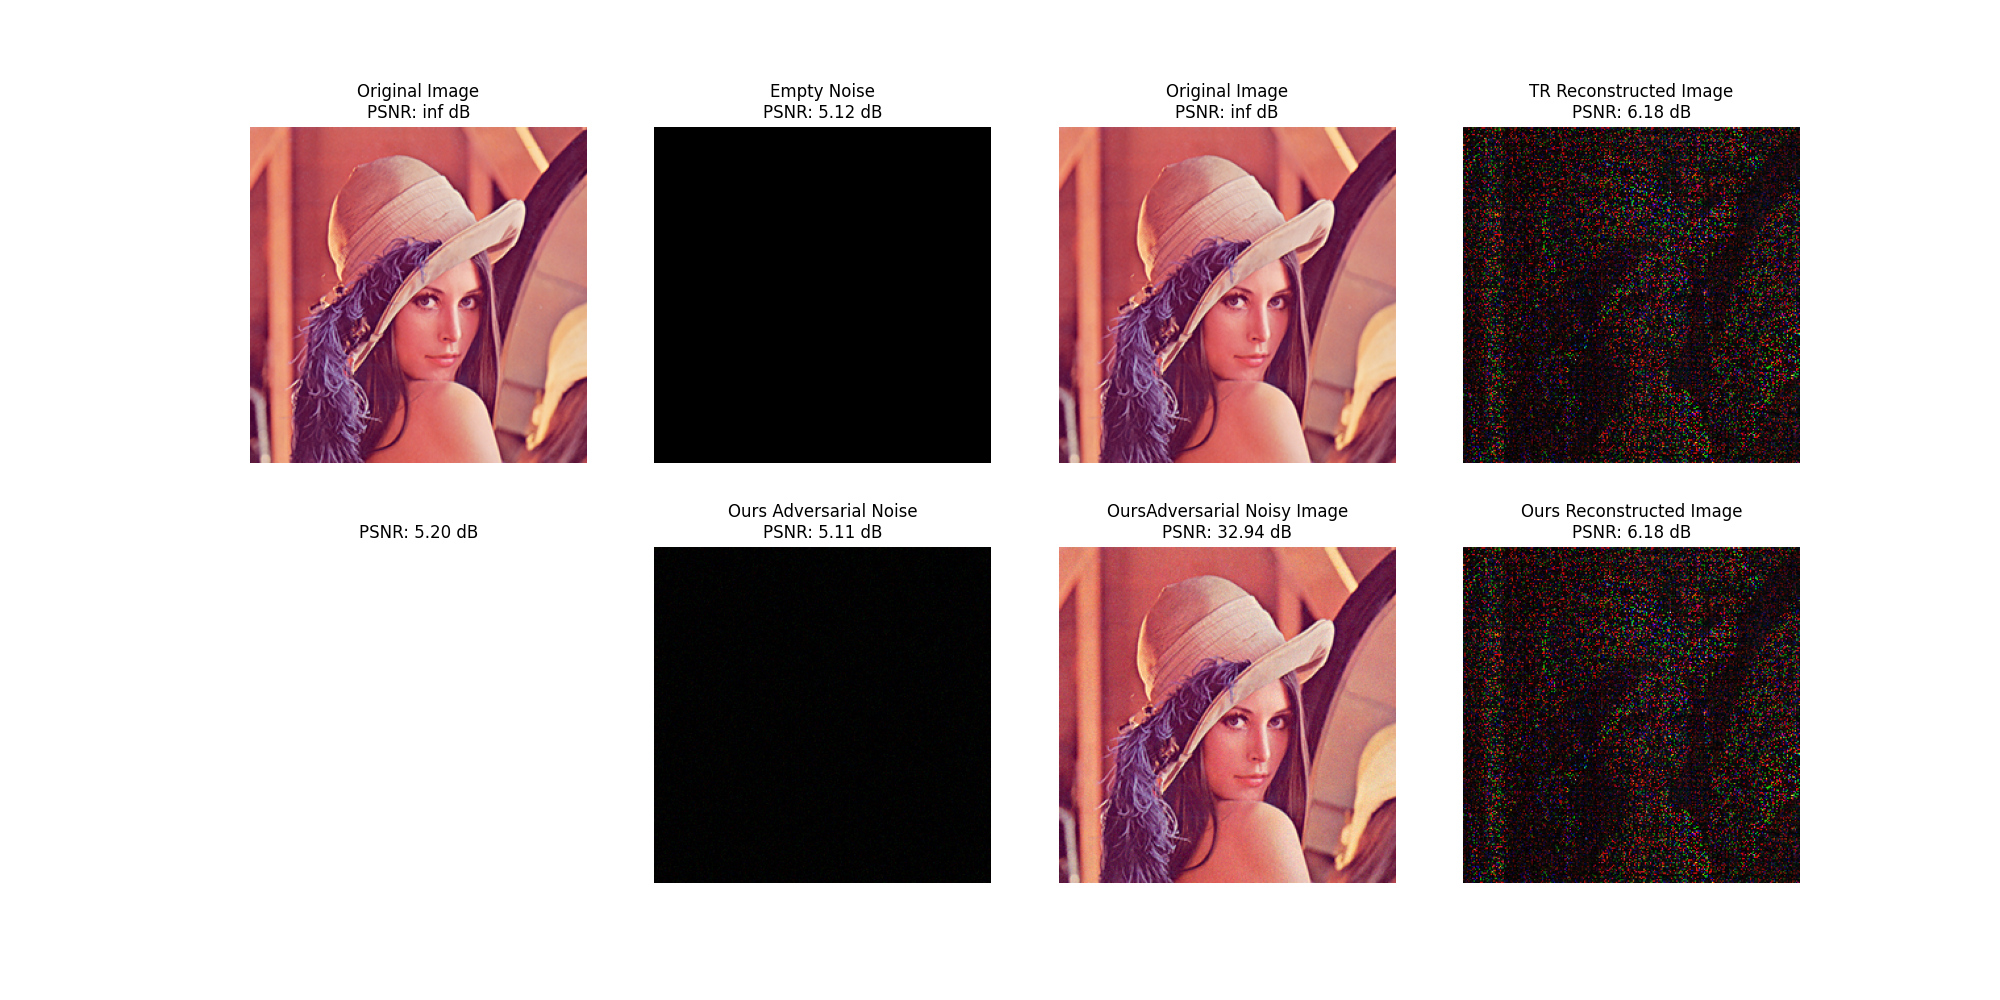 Original Image
PSNR: inf dB
Empty Noise
PSNR: 5.12 dB
Original Image
PSNR: inf dB
TR Reconstructed Image
PSNR: 6.18 dB
PSNR: 5.20 dB
Ours Adversarial Noise
PSNR: 5.11 dB
OursAdversarial Noisy Image
PSNR: 32.94 dB
Ours Reconstructed Image
PSNR: 6.18 dB